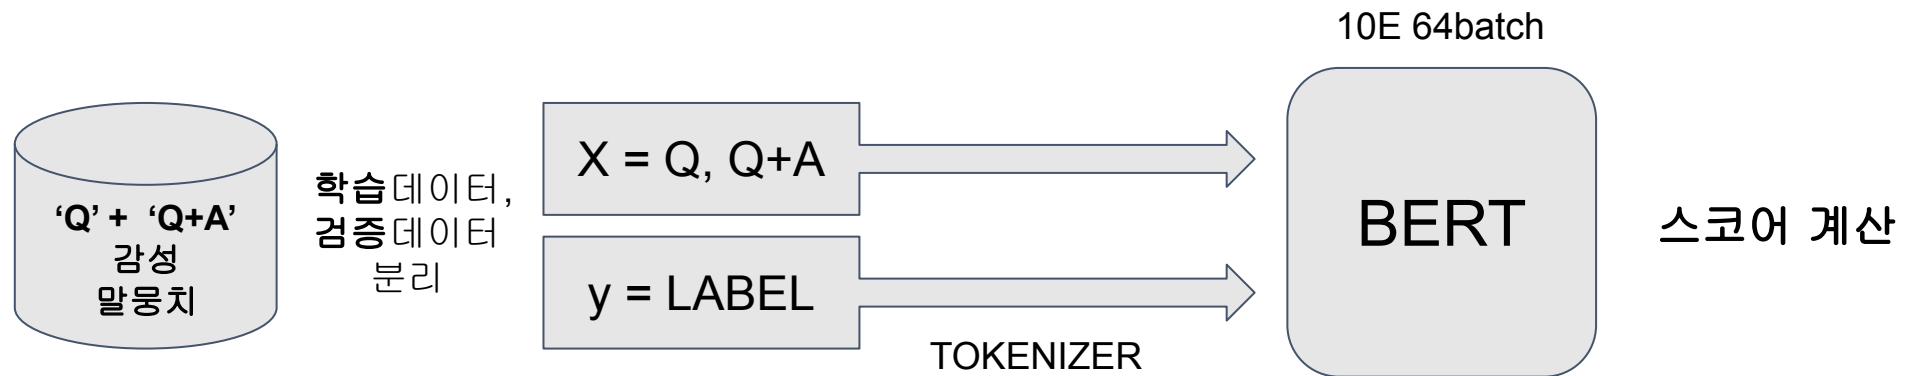 ‘Q’ + ‘Q+A’
감성
말뭉치
학습데이터,
검증데이터
분리
X = Q, Q+A
y = LABEL
TOKENIZER
10E 64batch
BERT
스코어 계산